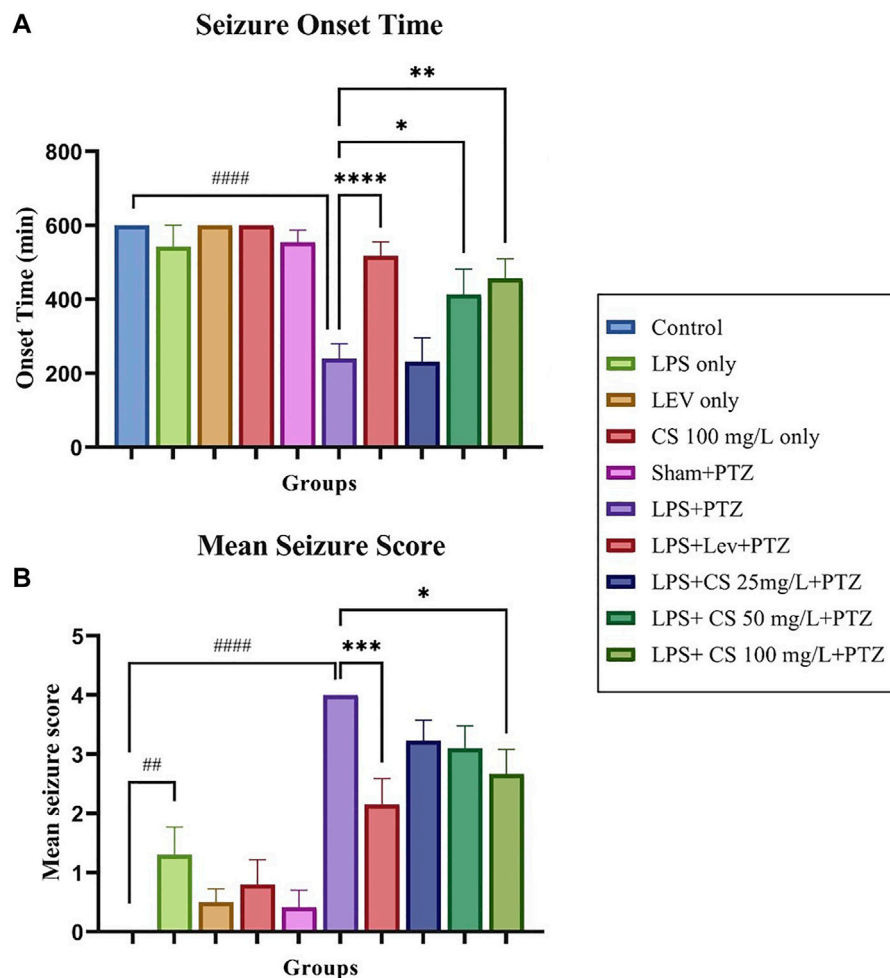 A
Seizure Onset Time
**
*
####
****
800
600
400
200
0
Onset Time (min)
Groups
Control
LPS only
LEV only
CS 100 mg/L only
Sham+PTZ
LPS+PTZ
LPS+Lev+PTZ
LPS+CS 25mg/L+PTZ
LPS+ CS 50 mg/L+PTZ
LPS+ CS 100 mg/L+PTZ
Mean Seizure Score
B
*
####
***
##
5
4
3
2
1
0
Mean seizure score
Groups